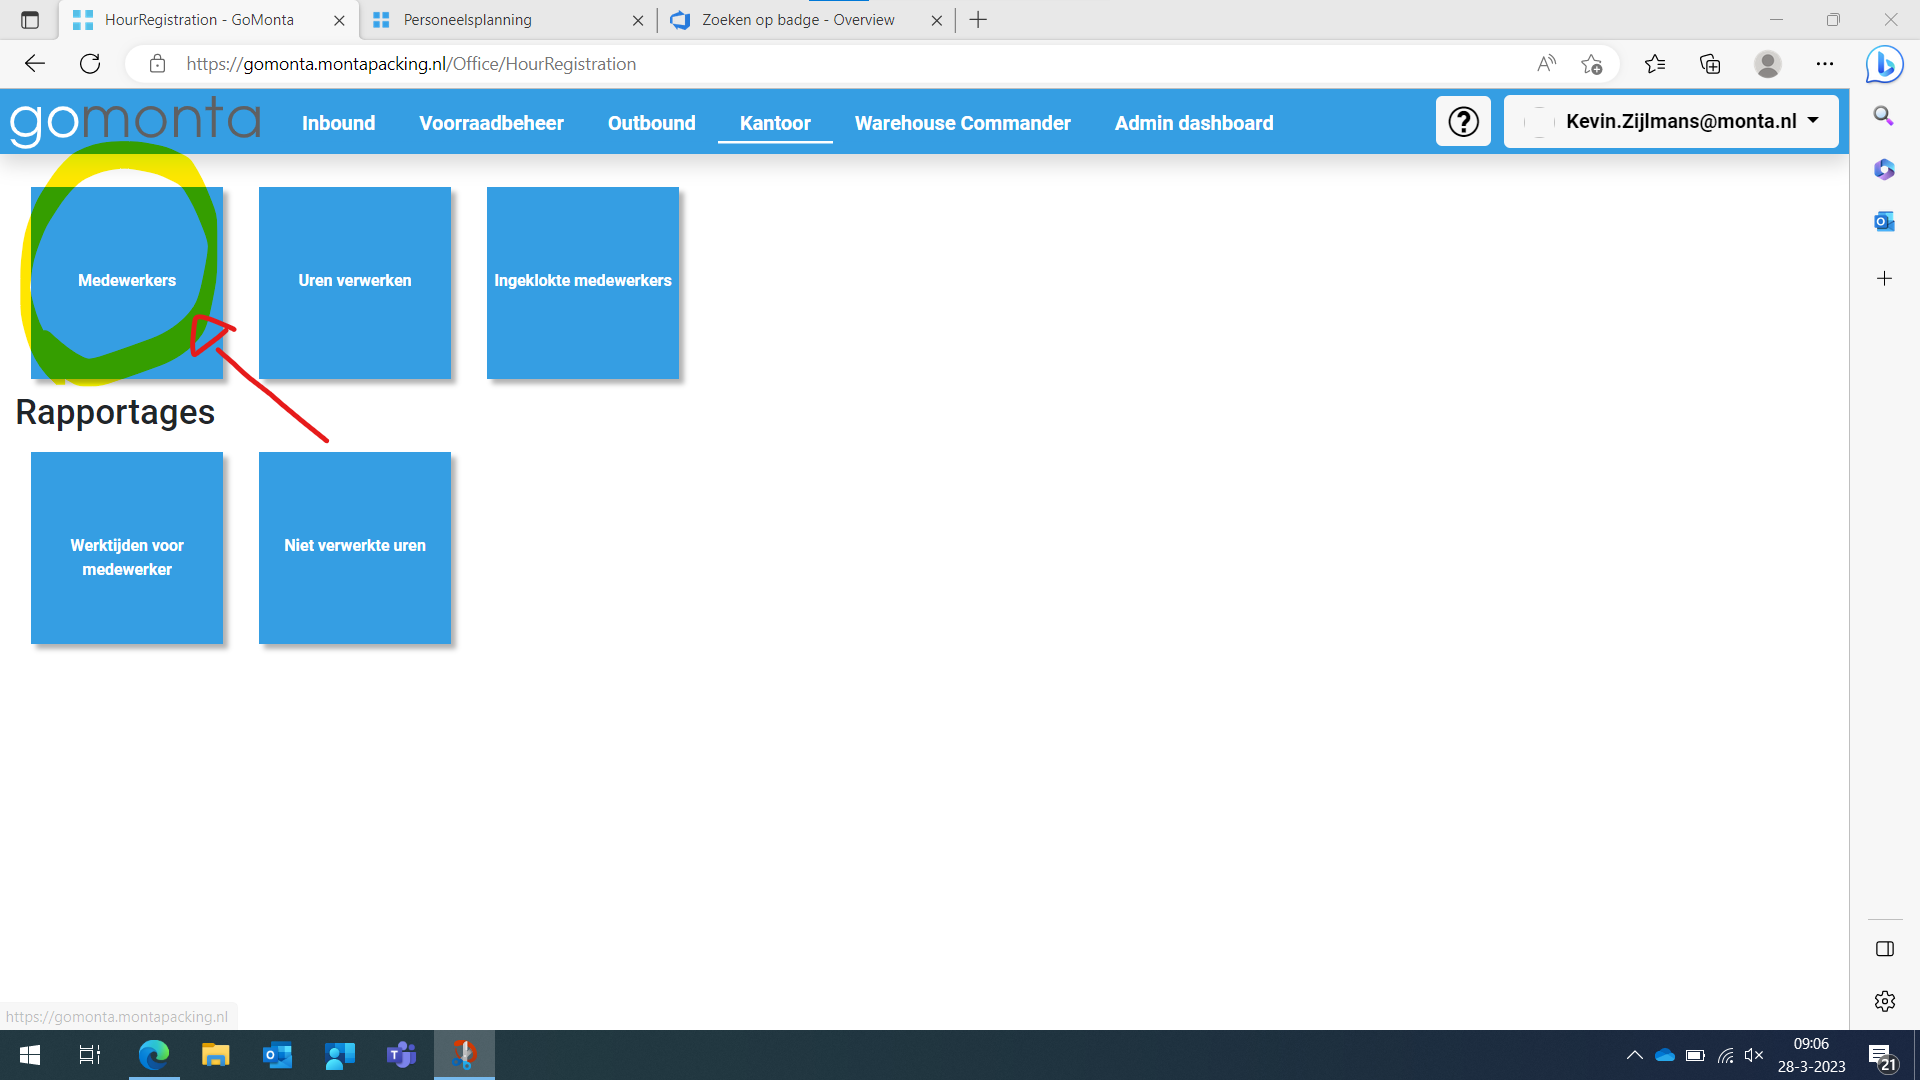 HourRegistration - GoMonta
Personeelsplanning
Zoeken op badge - Overview
https://gomonta.montapacking.nl/Office/HourRegistration
gomonta
Inbound
Voorraadbeheer
Outbound
Kantoor
Warehouse Commander
Admin dashboard
?
Kevin.Zijlmans@monta.nl
Medewerkers
Uren verwerken
Ingeklokte medewerkers
Rapportages
Werktijden voor
medewerker
Niet verwerkte uren
https://gomonta.montapacking.nl
09:06
28-3-2023
21